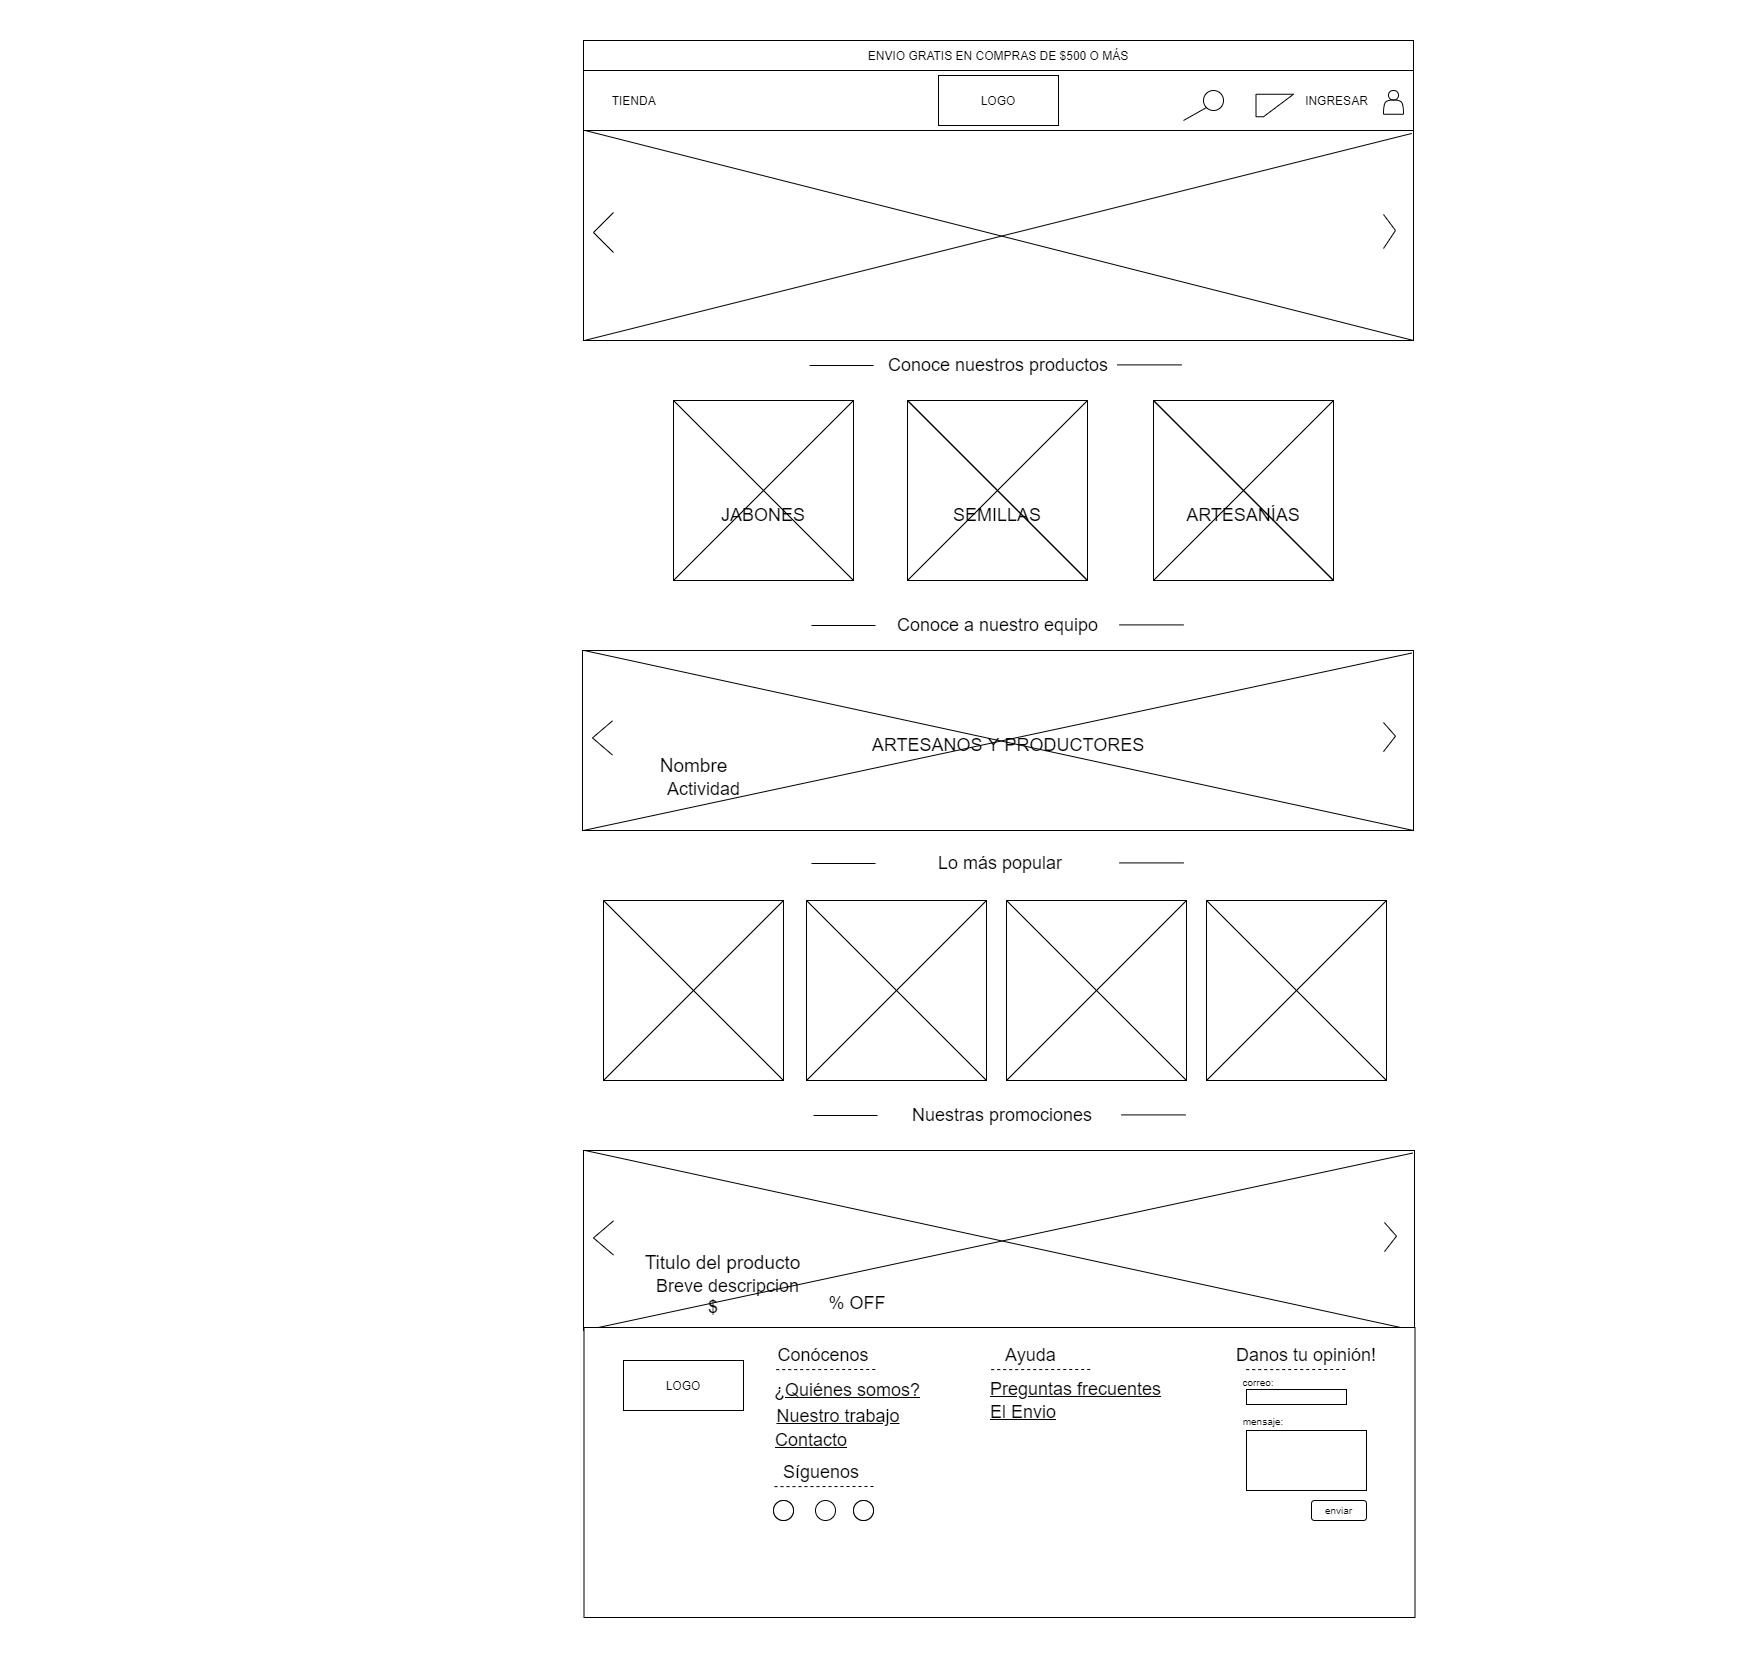 ENVIO GRATIS EN COMPRAS DE $500 O MÁS
TIENDA
LOGO
INGRESAR
Conoce nuestros productos
JABONES
SEMILLAS
ARTESANÍAS
Conoce a nuestro equipo
ARTESANOS Y PRODUCTORES
Nombre
Actividad
Lo más popular
Nuestras promociones
Titulo del producto
Breve descripcion
$
% OFF
LOGO
Conócenos
¿Quiénes somos?
Nuestro trabajo
Contacto
Síguenos
Ayuda
Preguntas frecuentes
El Envio
Danos tu opinión!
correo:
mensaje:
enviar